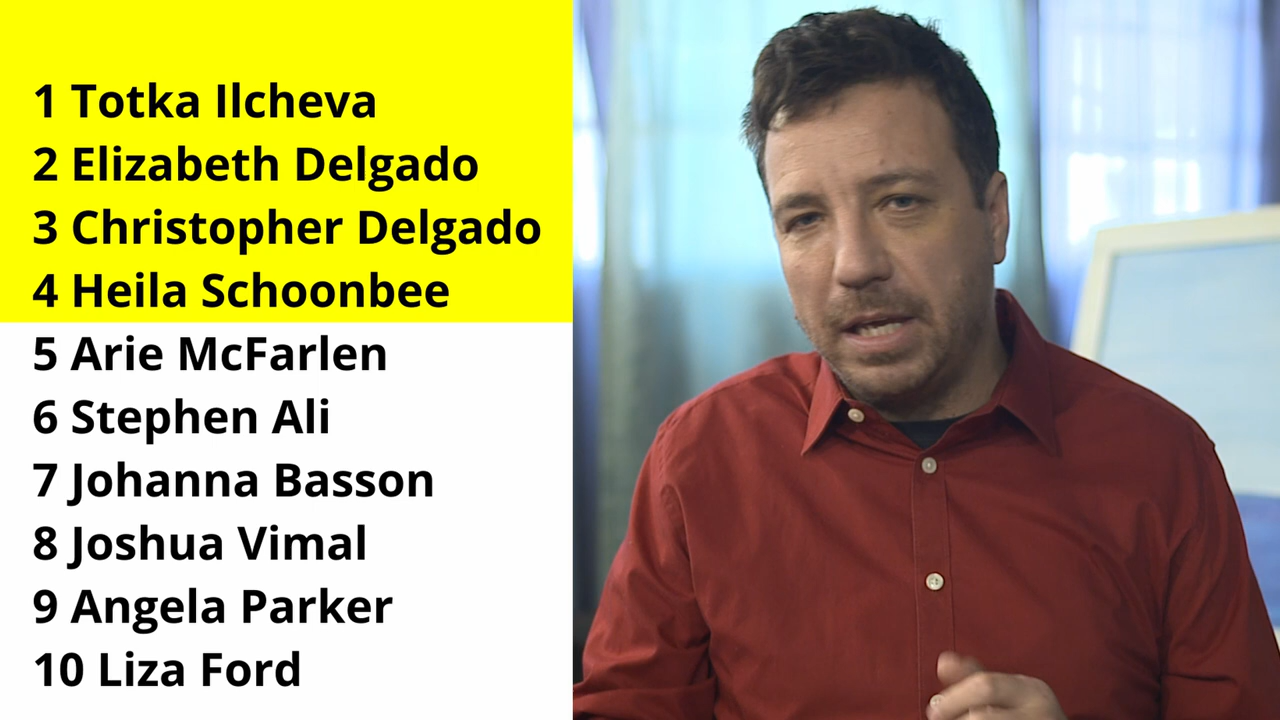 1 Totka Ilcheva
2 Elizabeth Delgado
3 Christopher Delgado
4 Heila Schoonbee
5 Arie McFarlen
6 Stephen Ali
7 Johanna Basson
8 Joshua Vimal
9 Angela Parker
10 Liza Ford